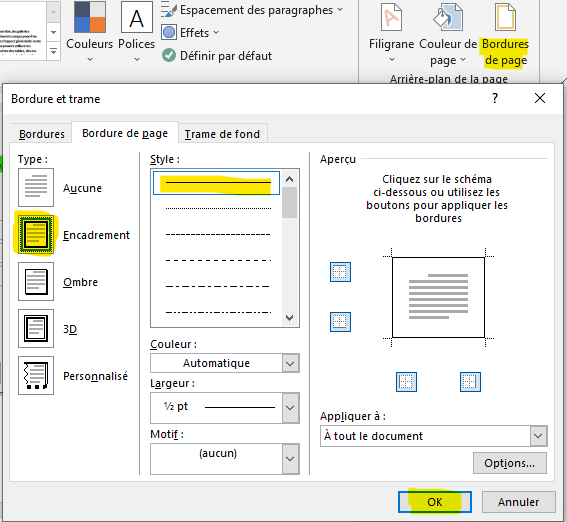 Espacement des paragraphes
Effets
Définir par défaut
Couleurs
Polices
Filigrane
Couleur de page
Bordures de page
Arrière-plan de la page
Bordure et trame
?
Bordures
Bordure de page
Trame de fond
Type :
Aucune
Encadrement
Ombre
3D
Personnalisé
Style :
Couleur :
Automatique
Largeur :
½ pt
Motif :
(aucun)
Aperçu
Cliquez sur le schéma
ci-dessous ou utilisez les
boutons pour appliquer les
bordures
Appliquer à :
À tout le document
Options...
OK
Annuler